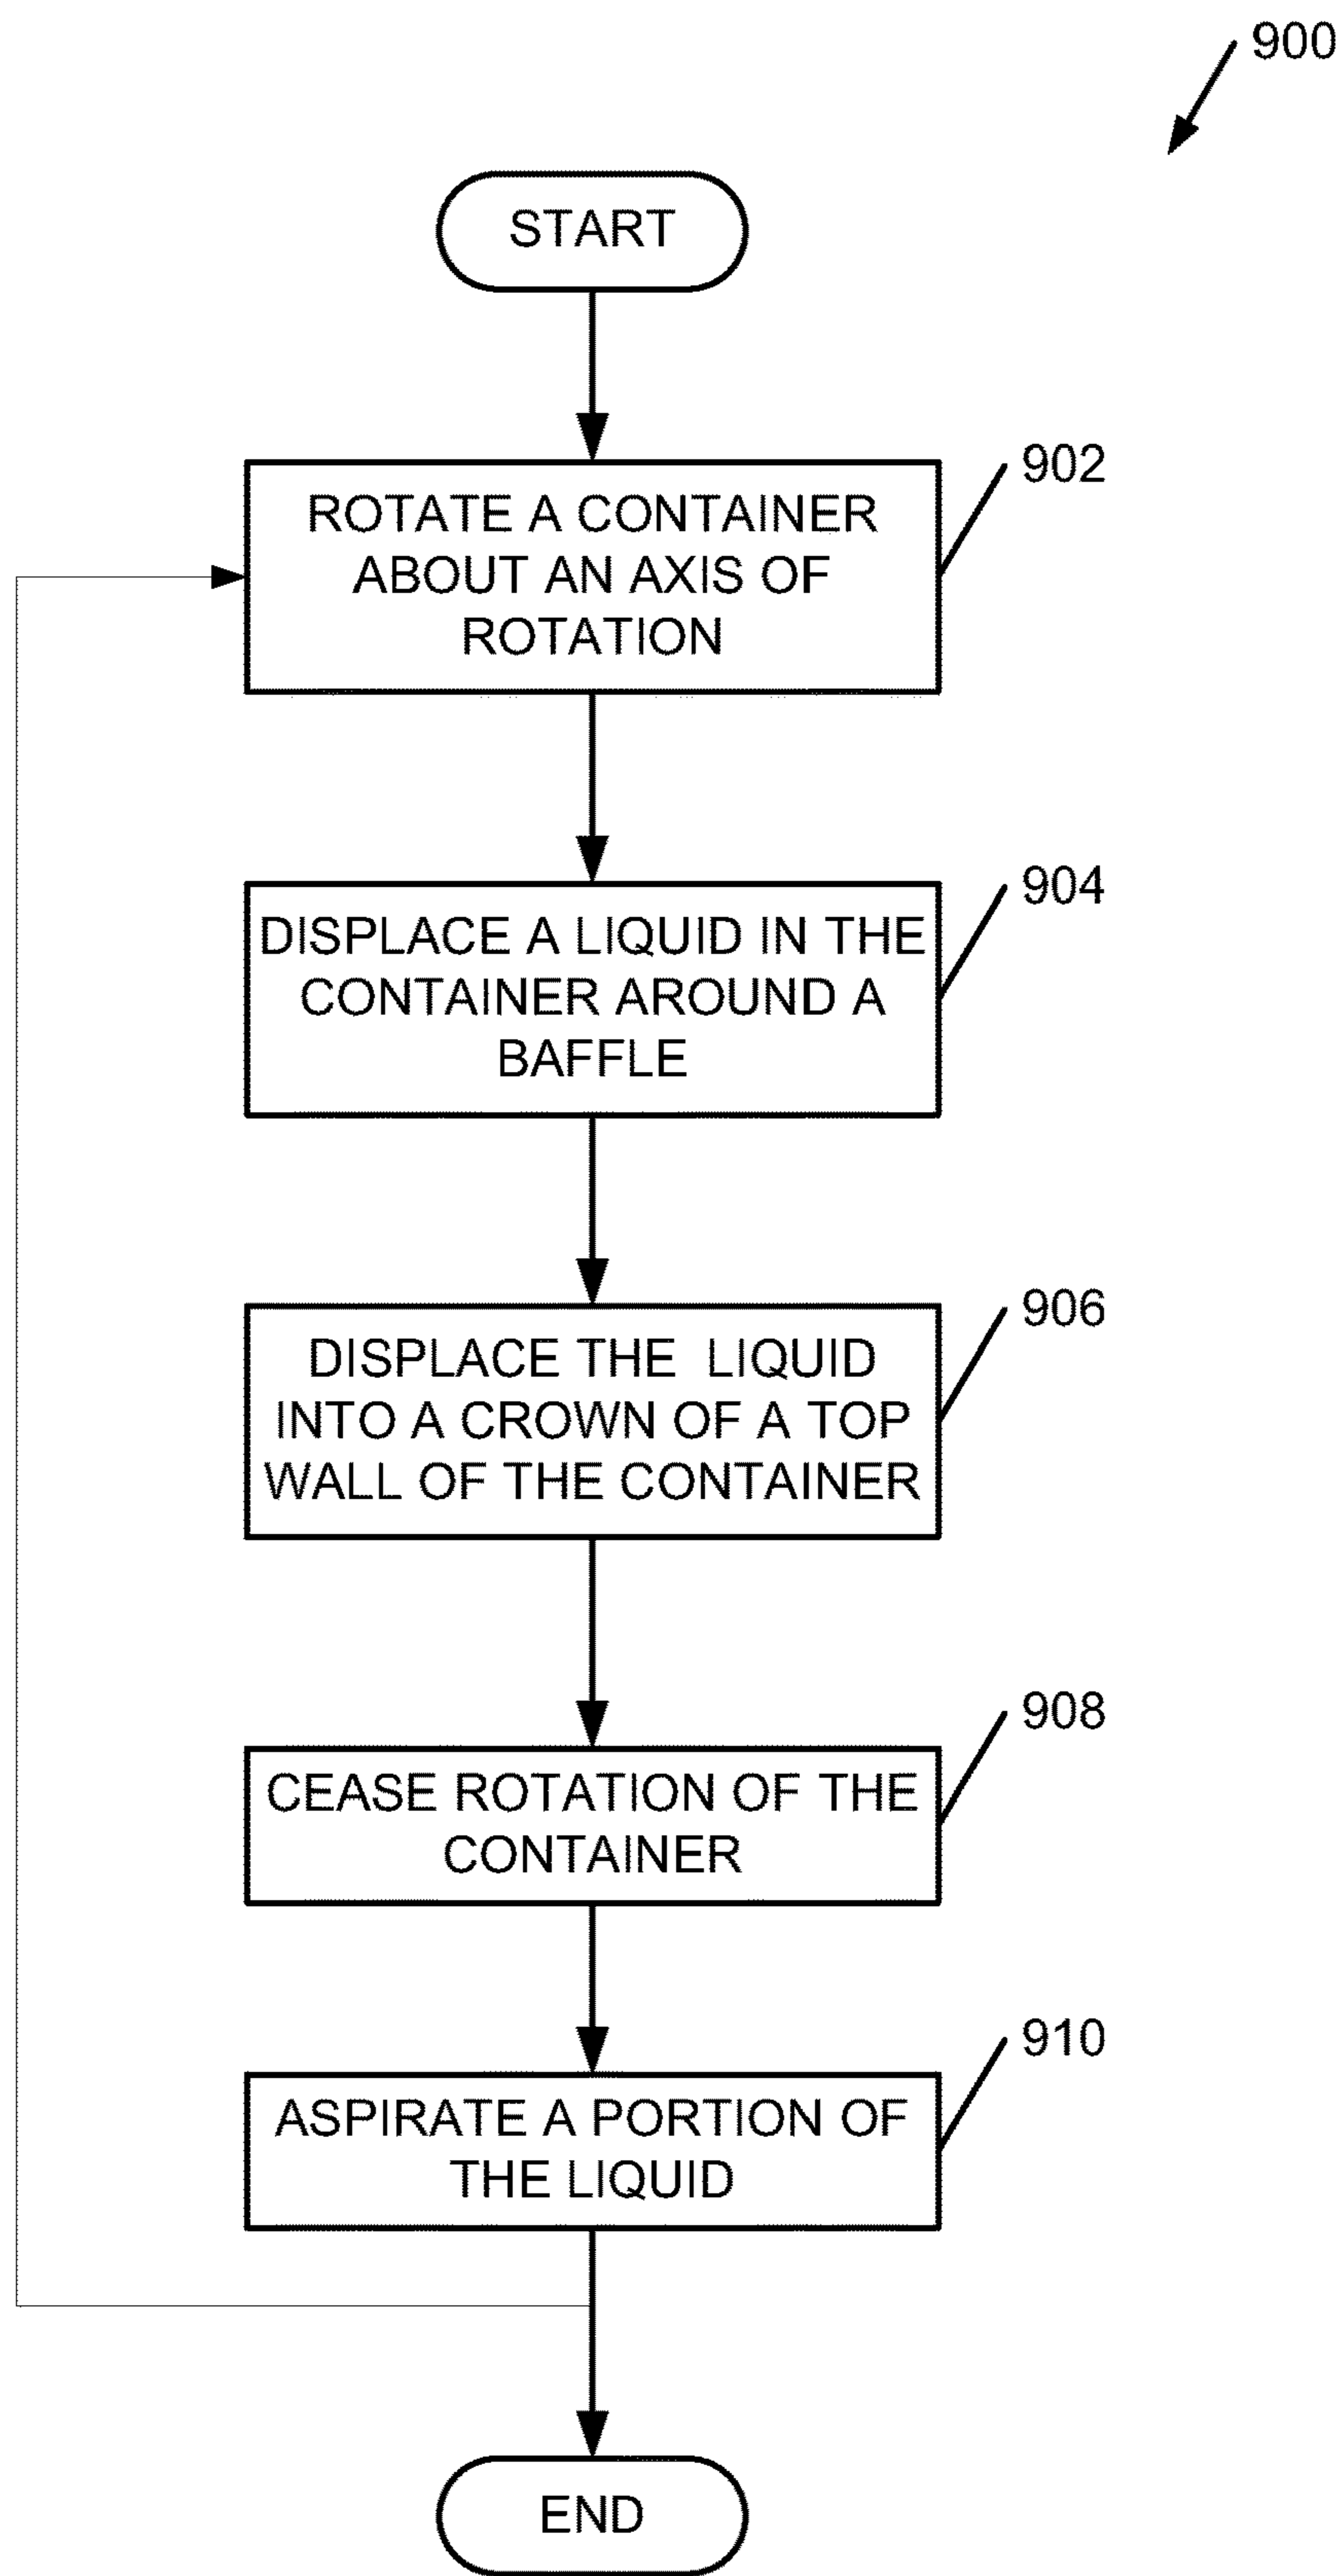 900
START
902
ROTATE A CONTAINER
ABOUT AN AXIS OF
ROTATION
904
DISPLACE A LIQUID IN THE
CONTAINER AROUND A
BAFFLE
906
DISPLACE THE LIQUID
INTO A CROWN OF A TOP
WALL OF THE CONTAINER
908
CEASE ROTATION OF THE
CONTAINER
910
ASPIRATE A PORTION OF
THE LIQUID
END